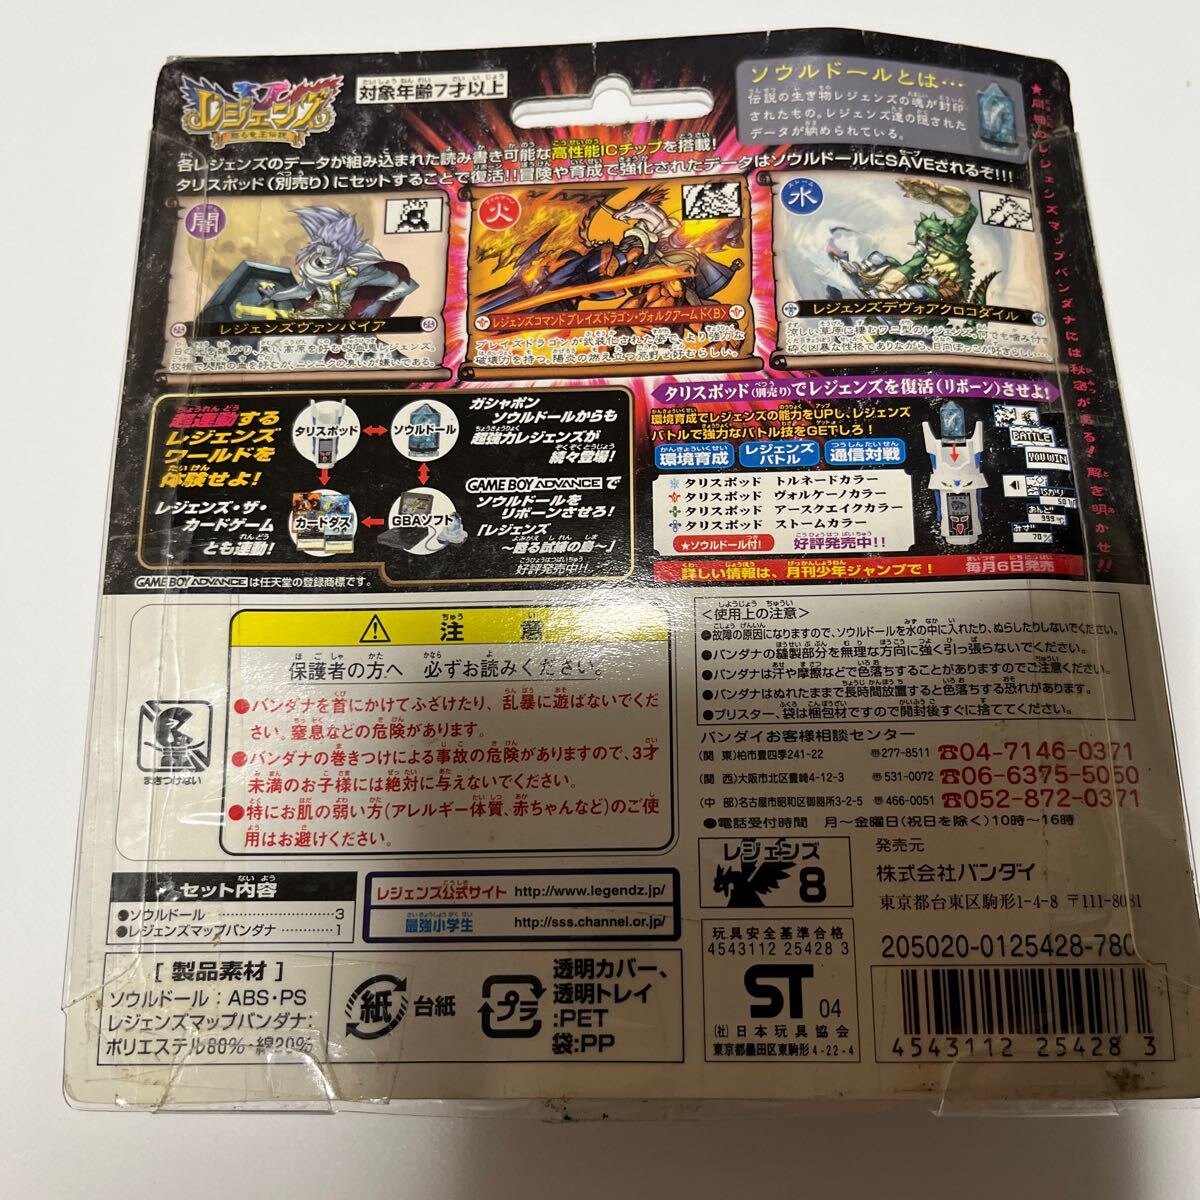 レジェンズ
甦る竜王伝説
対象年齢7才以上
ソウルドールとは…
伝説の生き物レジェンズの魂が封印
されたもの。レジェンズ達の隠された
データが納められている。
各レジェンズのデータが組み込まれた読み書き可能な高性能ICチップを搭載!
タリスポッド(別売り)にセットすることで復活!!冒険や育成で強化されたデータはソウルドールにSAVEされるぞ!!!
闇
レジェンズヴァンパイア
火
レジェンズコマンドブレイズドラゴン・ヴォルクアームド〈B〉
ブレイズドラゴンが武装化された姿で、より強力な
破壊力を持つ。陽炎の燃え立つ荒野を好むらしい。
水
レジェンズデヴォアクロコダイル
超連動する
レジェンズ
ワールドを
体験せよ!
レジェンズ・ザ・
カードゲーム
とも連動!
タリスポッド
ソウルドール
カードダス
GBAソフト
ガシャポン
ソウルドールからも
超強力レジェンズが
続々登場!
GAME BOY ADVANCEで
ソウルドールを
リボーンさせろ!
「レジェンズ
〜甦る試練の島〜」
好評発売中!!
GAME BOY ADVANCE は任天堂の登録商標です。
タリスポッド(別売り)でレジェンズを復活(リボーン)させよ!
環境育成でレジェンズの能力をUPし、レジェンズ
バトルで強力なバトル技をGETしろ!
環境育成
レジェンズ
バトル
通信対戦
タリスポッド トルネードカラー
タリスポッド ヴォルケーノカラー
タリスポッド アースクエイクカラー
タリスポッド ストームカラー
★ソウルドール付!
好評発売中!!
BATTLE
YOU WIN
詳しい情報は、月刊少年ジャンプで!
毎月6日発売
⚠ 注意
保護者の方へ 必ずお読みください。
●バンダナを首にかけてふざけたり、乱暴に遊ばないでくだ
さい。窒息などの危険があります。
●バンダナの巻きつけによる事故の危険がありますので、3才
未満のお子様には絶対に与えないでください。
●特にお肌の弱い方(アレルギー体質、赤ちゃんなど)のご使
用はお避けください。
まきつけない
＜使用上の注意＞
●故障の原因になりますので、ソウルドールを水の中に入れたり、ぬらしたりしないでください。
●バンダナの縫製部分を無理な方向に強く引っ張らないでください。
●バンダナは汗や摩擦などで色落ちすることがありますのでご注意ください。
●バンダナはぬれたままで長時間放置すると色落ちする恐れがあります。
●ブリスター、袋は梱包材ですので開封後すぐに捨ててください。
バンダイお客様相談センター
(関 東)柏市豊四季241-22 〠277-8511 ☎04-7146-0371
(関 西)大阪市北区豊崎4-12-3 〠531-0072 ☎06-6375-5050
(中 部)名古屋市昭和区御器所3-2-5 〠466-0051 ☎052-872-0371
●電話受付時間 月〜金曜日(祝日を除く)10時〜16時
セット内容
●ソウルドール……………3
●レジェンズマップバンダナ…………1
レジェンズ公式サイト http://www.legendz.jp/
最強小学生 http://sss.channel.or.jp/
レジェンズ
8
発売元
株式会社バンダイ
東京都台東区駒形1-4-8 〒111-8081
[製品素材]
ソウルドール:ABS・PS
レジェンズマップバンダナ:
ポリエステル80%・綿20%
紙
台紙
プラ
透明カバー、
透明トレイ
:PET
袋:PP
玩具安全基準合格
4543112 25428 3
ST 04
(社)日本玩具協会
東京都墨田区東駒形4-22-4
205020-0125428-780
4543112 25428 3